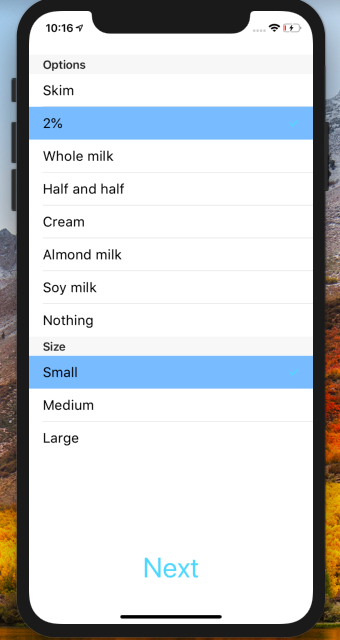 10:16
Options
Skim
2%
Whole milk
Half and half
Cream
Almond milk
Soy milk
Nothing
Size
Small
Medium
Large
Next